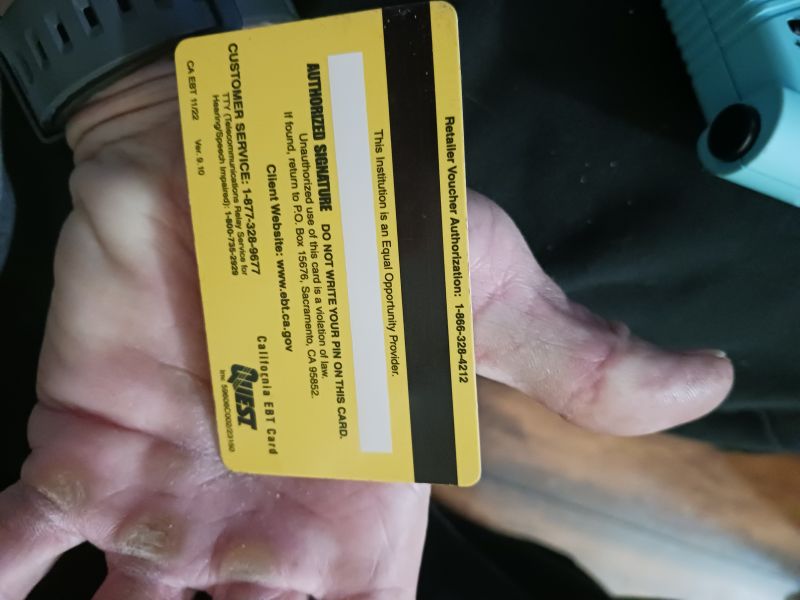 Retailer Voucher Authorization: 1-866-328-4212
This Institution is an Equal Opportunity Provider.
AUTHORIZED SIGNATURE DO NOT WRITE YOUR PIN ON THIS CARD.
Unauthorized use of this card is a violation of law.
If found, return to P.O. Box 15676, Sacramento, CA 95852.
Client Website: www.ebt.ca.gov
CUSTOMER SERVICE: 1-877-328-9677
TTY (Telecommunications Relay Service for
Hearing/Speech Impaired): 1-800-735-2929
CA EBT 11/22 Ver. 9.10
California EBT Card
QUEST